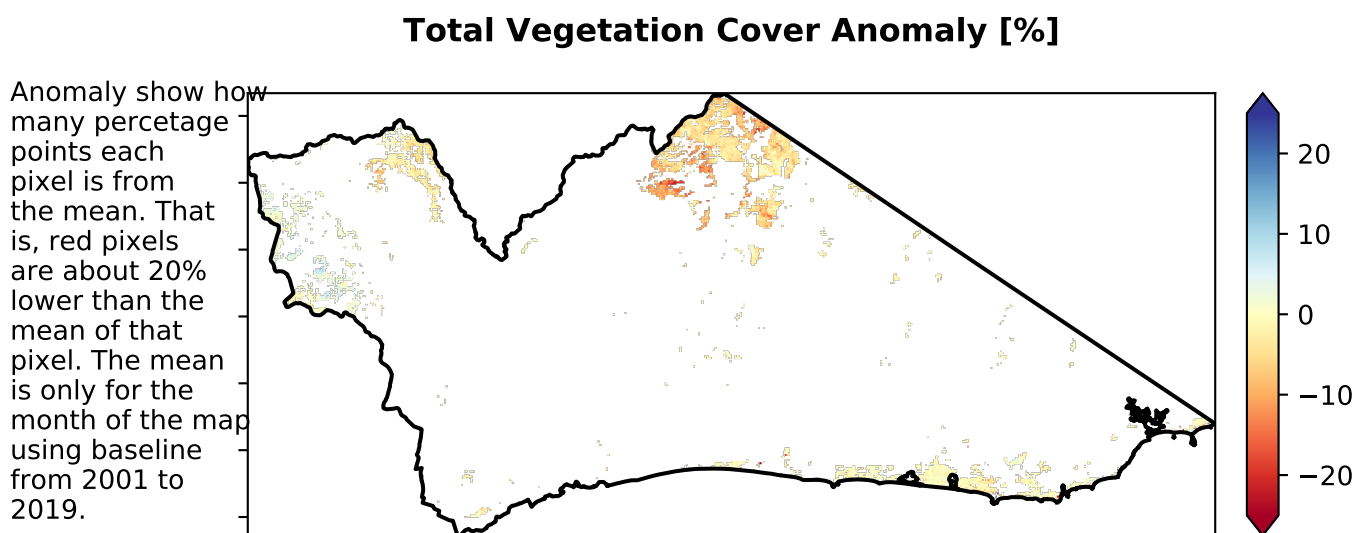 Total Vegetation Cover Anomaly [%]
Anomaly show how
many percetage
points each
pixel is from
the mean. That
is, red pixels
are about 20%
lower than the
mean of that
pixel. The mean
is only for the
month of the map
using baseline
from 2001 to
2019.
20
10
0
−10
−20